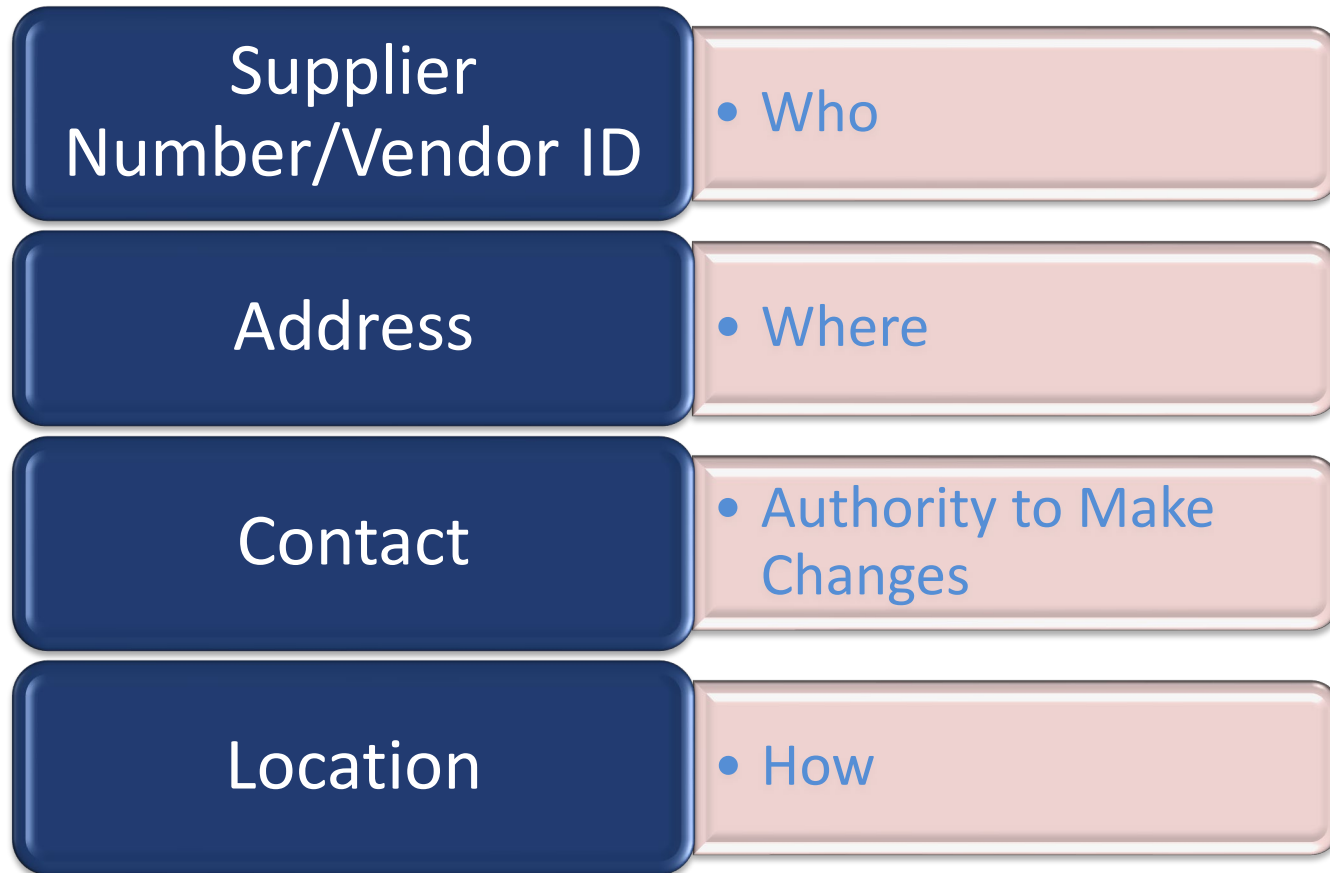 Supplier
Number/Vendor ID
• Who
Address
• Where
Contact
• Authority to Make
Changes
Location
• How